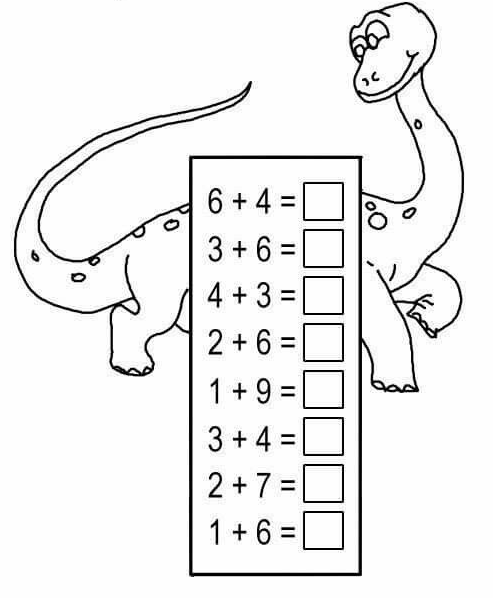 6 + 4 =
3 + 6 =
4 + 3 =
2 + 6 =
1 + 9 =
3 + 4 =
2 + 7 =
1 + 6 =